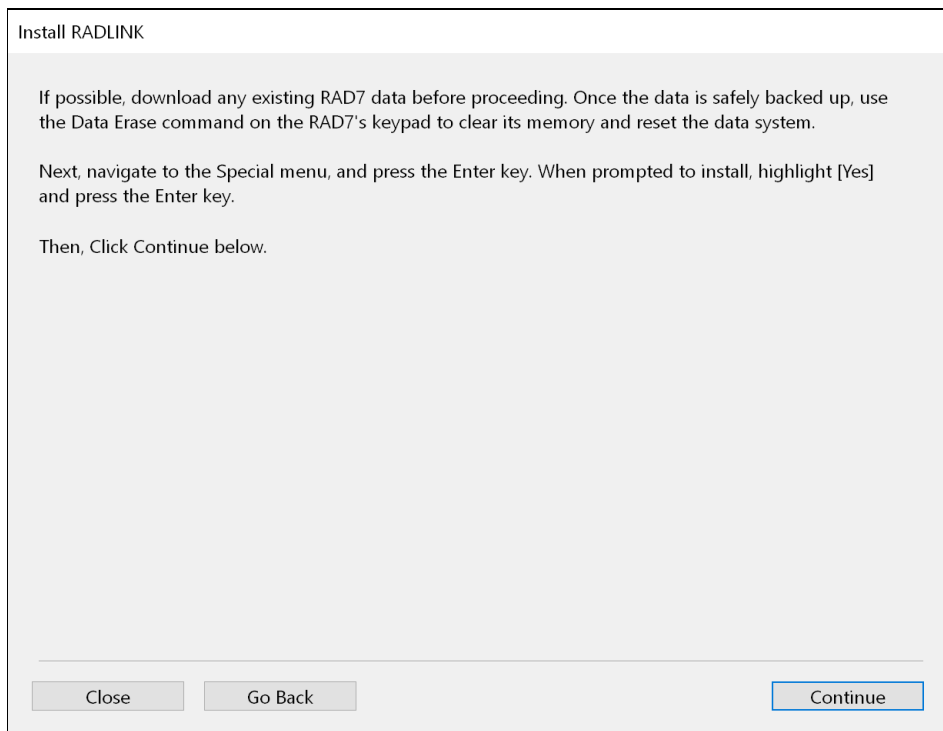 Install RADLINK
If possible, download any existing RAD7 data before proceeding. Once the data is safely backed up, use
the Data Erase command on the RAD7's keypad to clear its memory and reset the data system.
Next, navigate to the Special menu, and press the Enter key. When prompted to install, highlight [Yes]
and press the Enter key.
Then, Click Continue below.
Close Go Back Continue